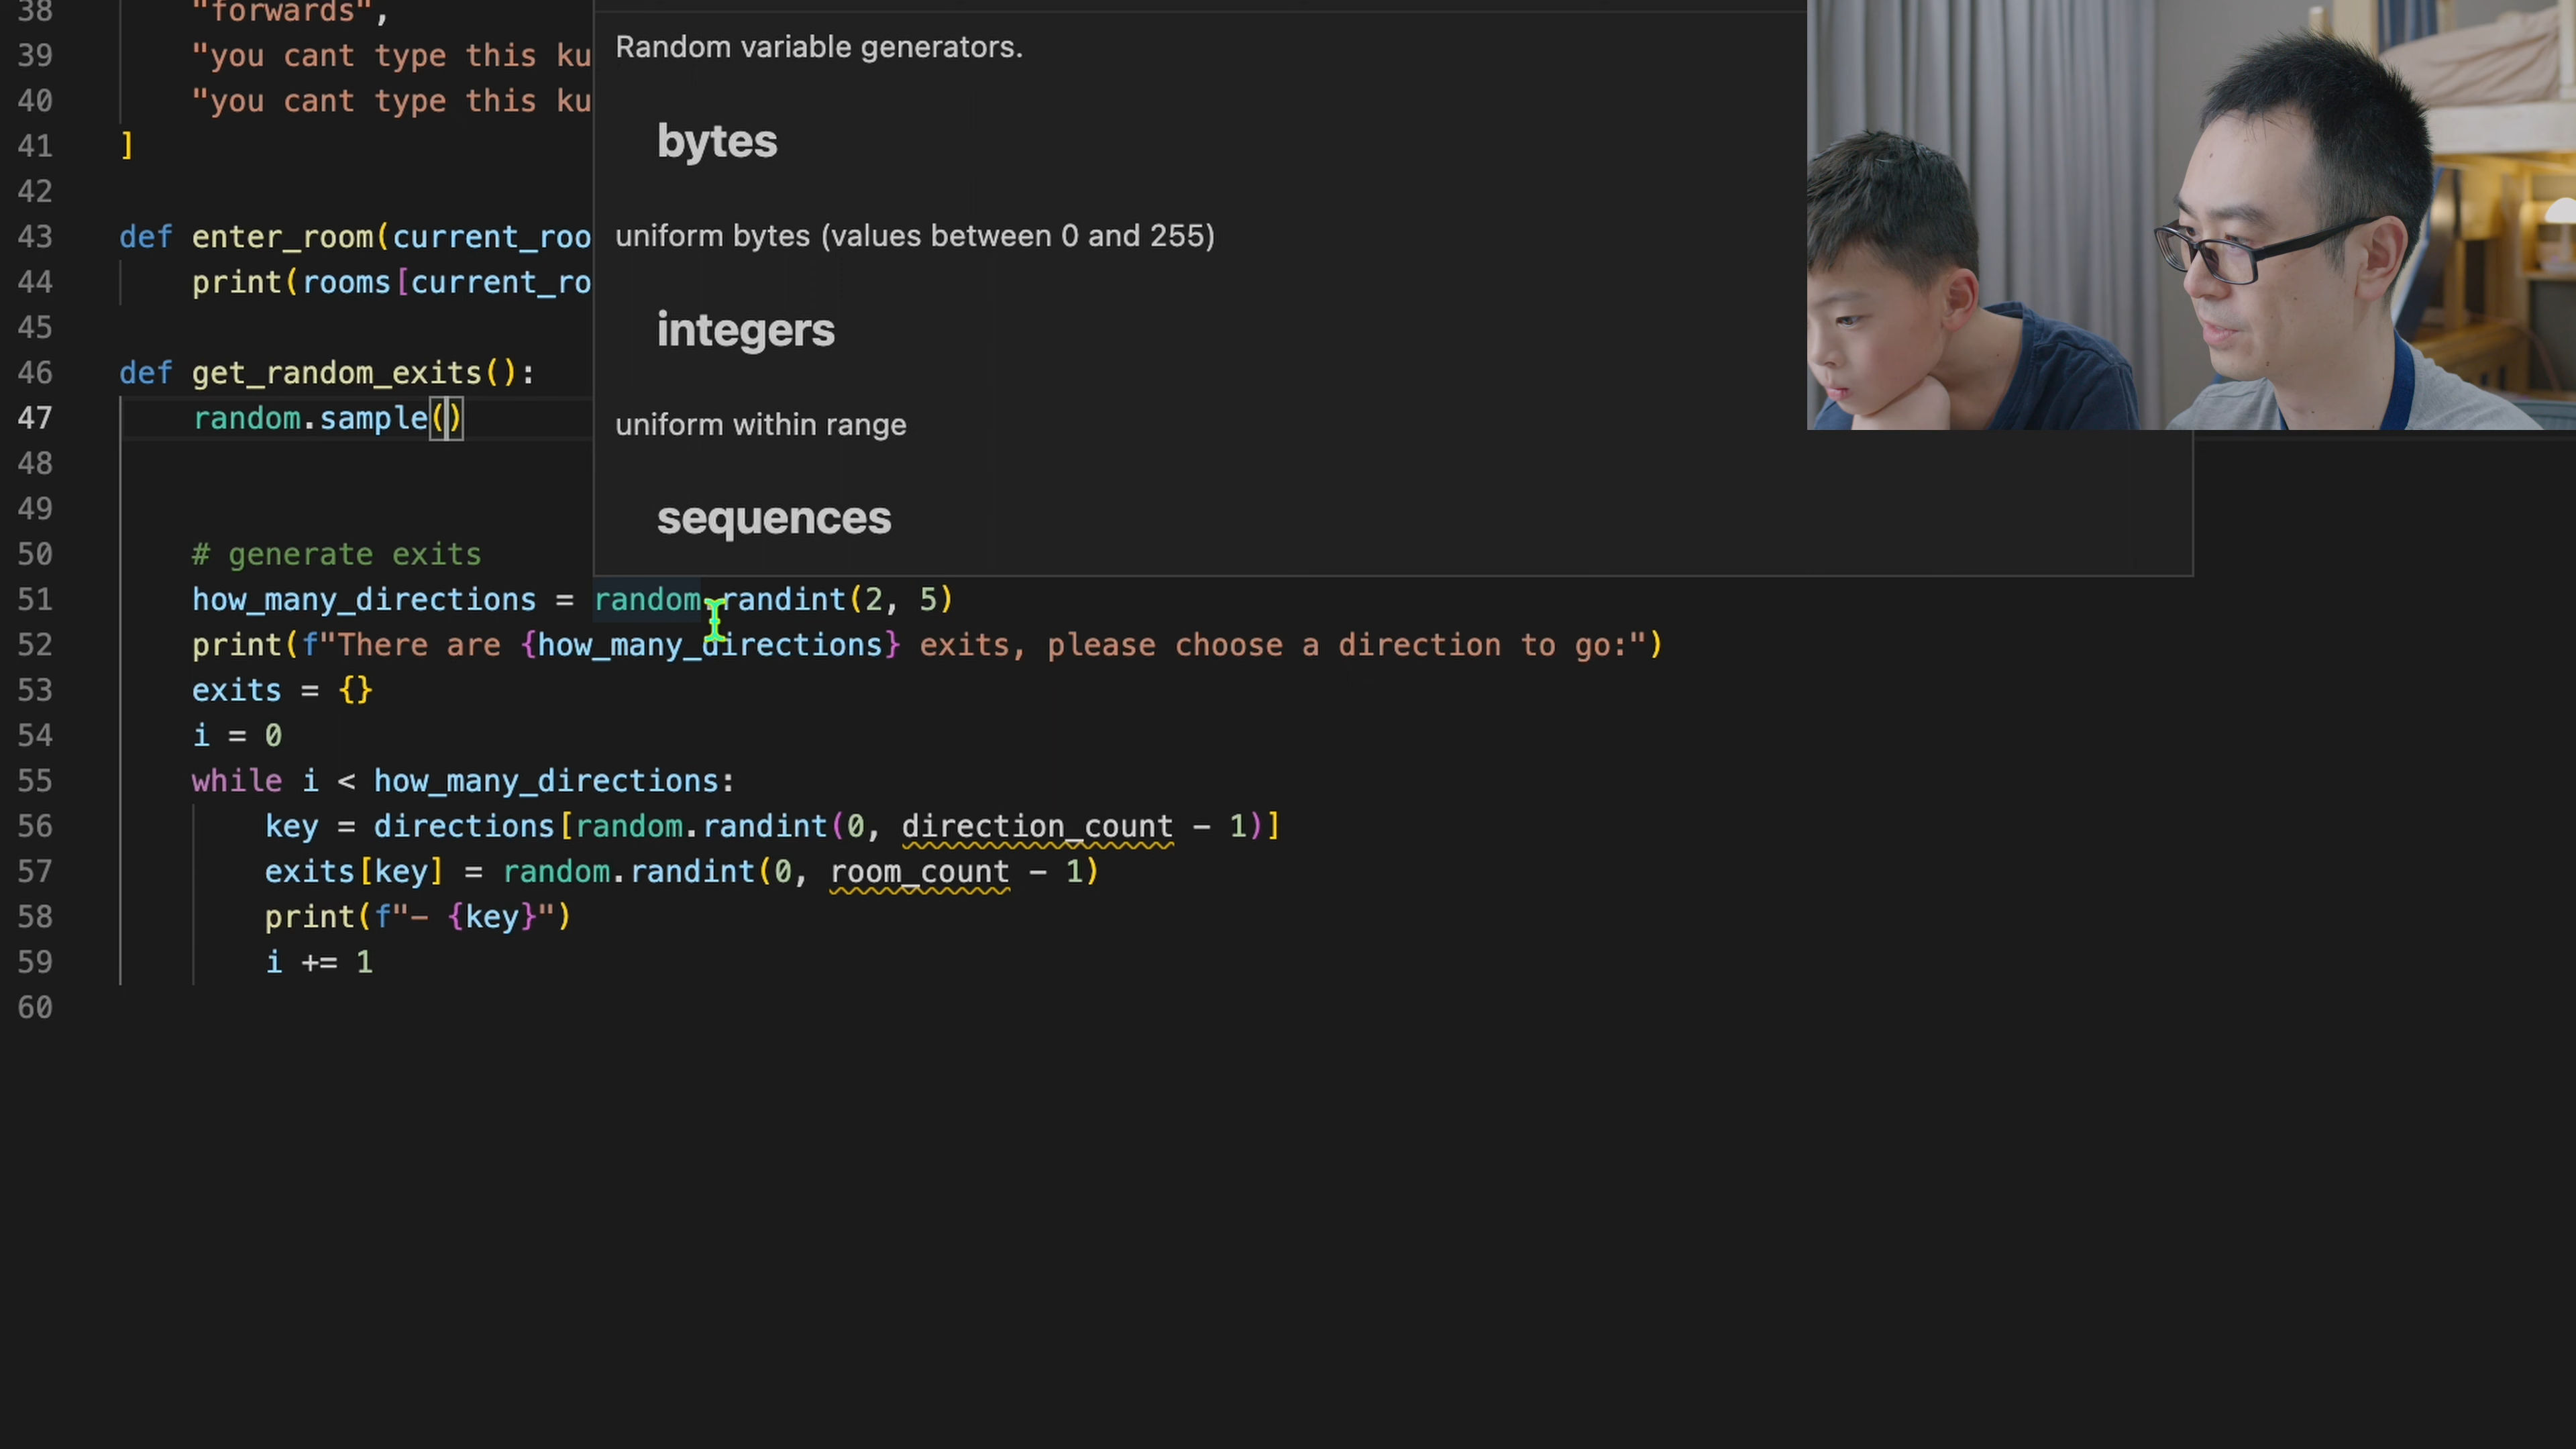 38 "forwards",
39 "you cant type this ku
40 "you cant type this ku
41 ]
42
43 def enter_room(current_roo
44 print(rooms[current_ro
45
46 def get_random_exits():
47 random.sample()
48
49
50 # generate exits
51 how_many_directions = random.randint(2, 5)
52 print(f"There are {how_many_directions} exits, please choose a direction to go:")
53 exits = {}
54 i = 0
55 while i < how_many_directions:
56 key = directions[random.randint(0, direction_count - 1)]
57 exits[key] = random.randint(0, room_count - 1)
58 print(f"- {key}")
59 i += 1
60
Random variable generators.
bytes
uniform bytes (values between 0 and 255)
integers
uniform within range
sequences